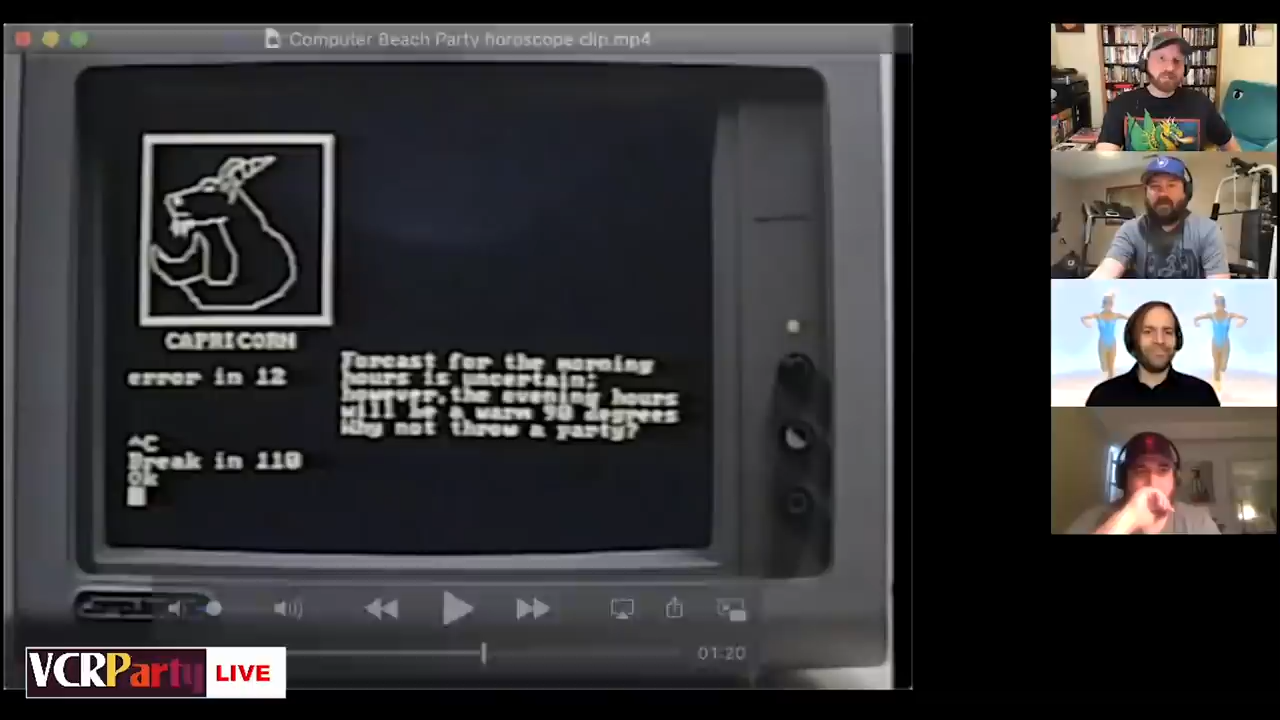 Computer Beach Party horoscope clip.mp4
CAPRICORN
error in 12
Forcast for the morning
hours is uncertain;
however,the evening hours
will be a warm 90 degrees
Why not throw a party?
^C
Break in 110
Ok
01:20
VCRParty LIVE